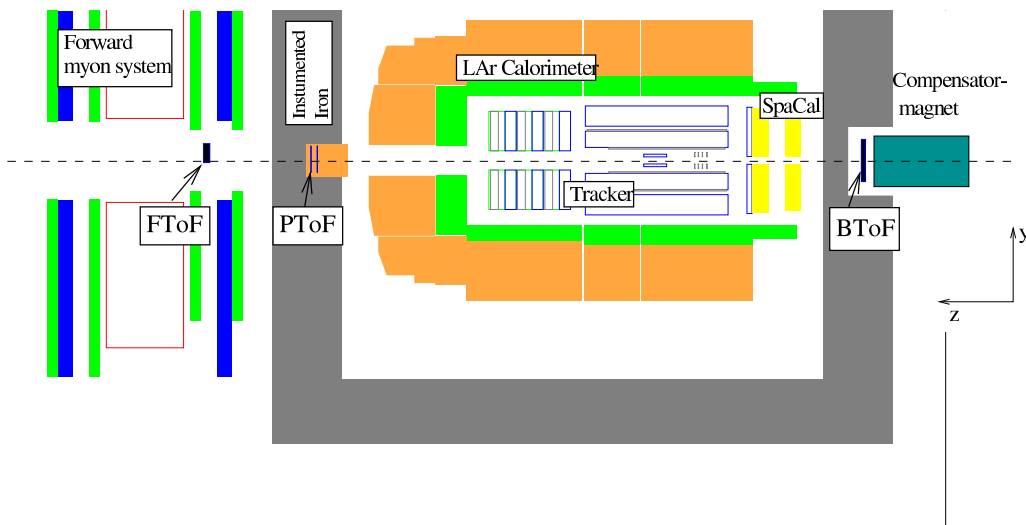 Forward
myon system
Instumented
Iron
LAr Calorimeter
SpaCal
Compensator-
magnet
Tracker
FToF
PToF
BToF
y
z